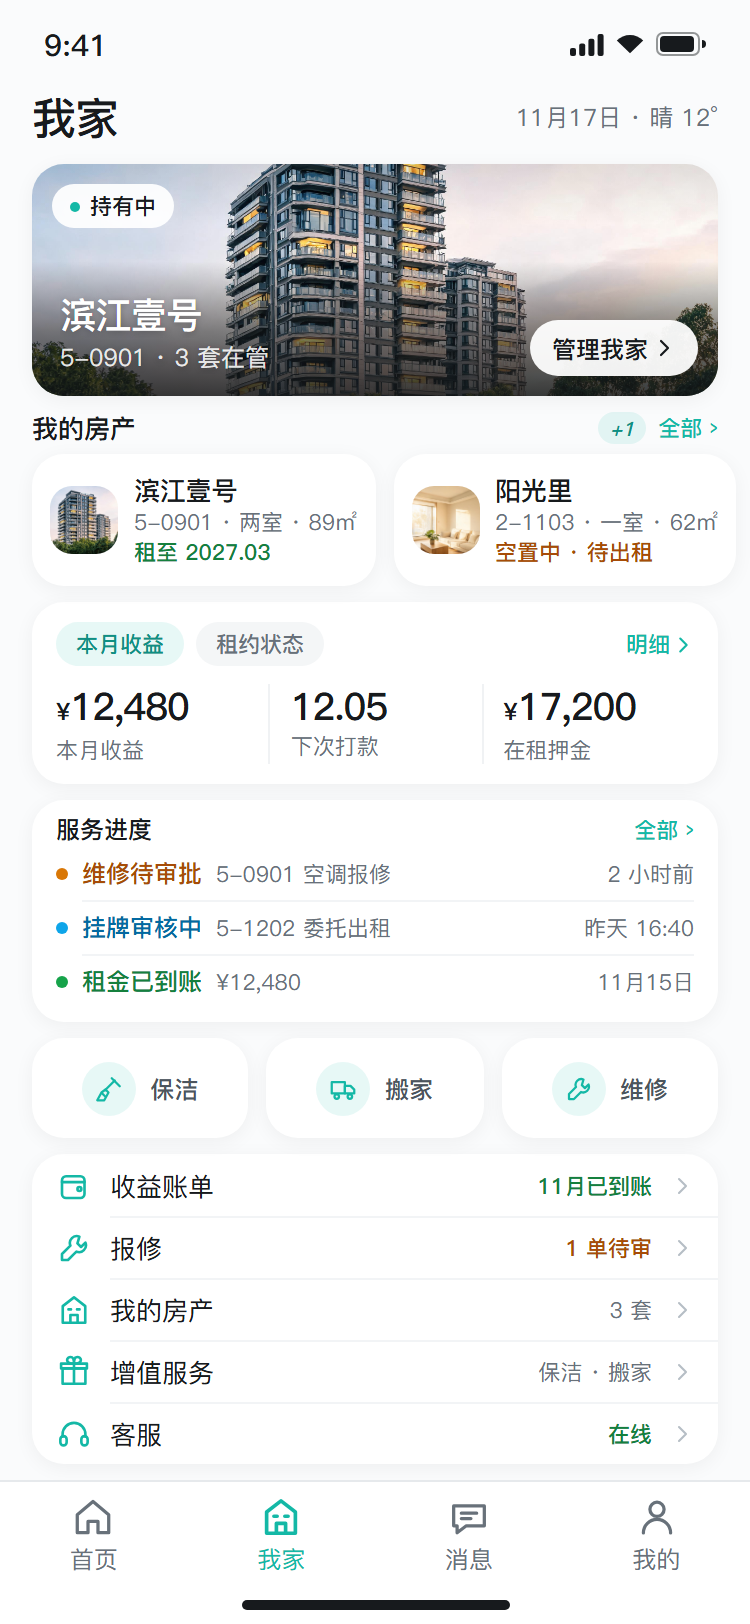 9:41
我家
11月17日 · 晴 12°
持有中
滨江壹号
5-0901 · 3 套在管
管理我家 >
我的房产
+1
全部 >
滨江壹号
5-0901 · 两室 · 89㎡
租至 2027.03
阳光里
2-1103 · 一室 · 62㎡
空置中 · 待出租
本月收益
租约状态
明细 >
¥12,480
本月收益
12.05
下次打款
¥17,200
在租押金
服务进度
全部 >
维修待审批 5-0901 空调报修 2 小时前
挂牌审核中 5-1202 委托出租 昨天 16:40
租金已到账 ¥12,480 11月15日
保洁
搬家
维修
收益账单 11月已到账
报修 1 单待审
我的房产 3 套
增值服务 保洁 · 搬家
客服 在线
首页
我家
消息
我的